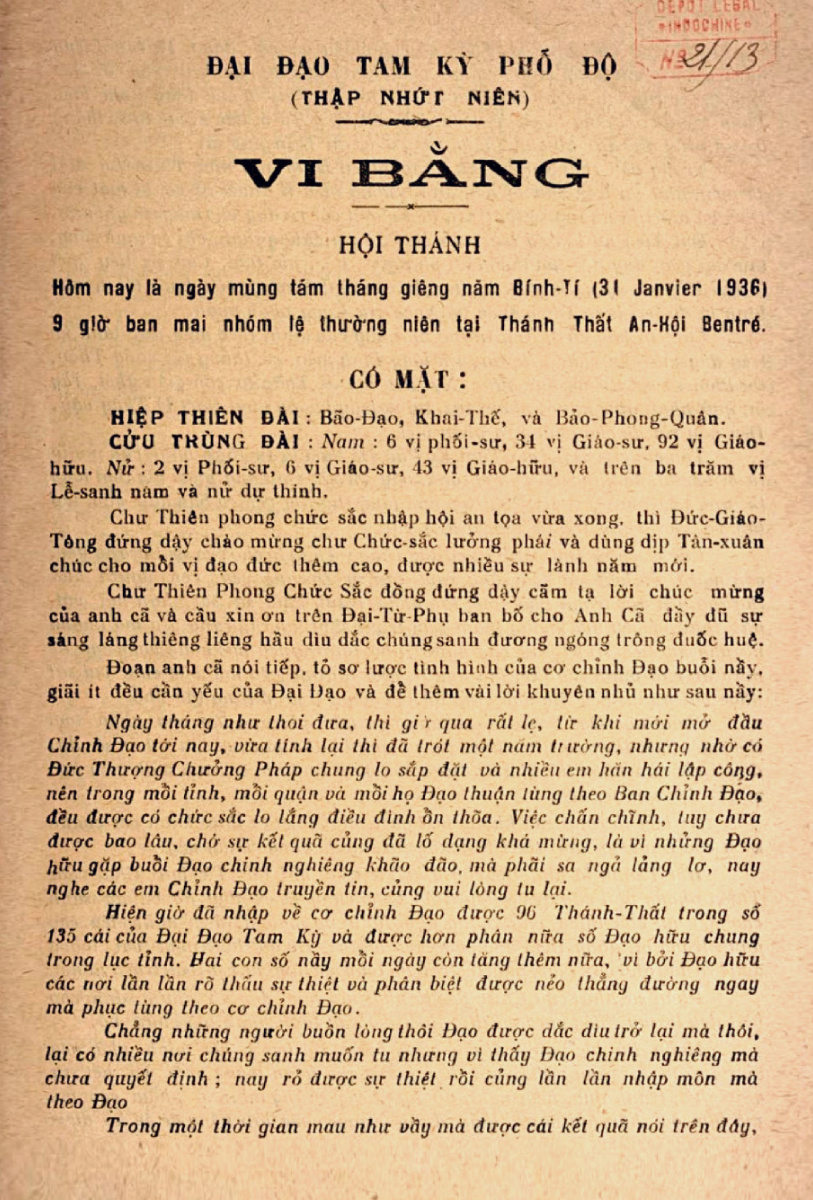 DÉPOT LÉGAL
INDOCHINE
Nº 21/13
ĐẠI ĐẠO TAM KỲ PHỔ ĐỘ
(THẬP NHỨT NIÊN)
VI BẰNG
HỘI THÁNH
Hôm nay là ngày mùng tám tháng giêng năm Bính-Tí (31 Janvier 1936)
9 giờ ban mai nhóm lệ thường niên tại Thánh Thất An-Hội Bentré.
CÓ MẶT :
HIỆP THIÊN ĐÀI : Bão-Đạo, Khai-Thế, và Bảo-Phong-Quân.
CỬU TRÙNG ĐÀI : Nam : 6 vị phối-sư, 34 vị Giáo-sư, 92 vị Giáo-
hữu. Nử : 2 vị Phối-sư, 6 vị Giáo-sư, 43 vị Giáo-hữu, và trên ba trăm vị
Lễ-sanh nam và nử dự thính.
Chư Thiên phong chức sắc nhập hội an tọa vừa xong, thì Đức-Giáo-
Tông đứng dậy chào mừng chư Chức-sắc lưởng phái và dùng dịp Tân-xuân
chúc cho mỗi vị đạo đức thêm cao, được nhiều sự lành năm mới.
Chư Thiên Phong Chức Sắc đồng đứng dậy cãm tạ lời chúc mừng
của anh cã và cầu xin ơn trên Đại-Từ-Phụ ban bố cho Anh Cã đầy đũ sự
sáng láng thiêng liêng hầu dìu dắc chúng sanh đương ngóng trông đuốc huệ.
Đoạn anh cã nói tiếp, tỏ sơ lược tình hình của cơ chỉnh Đạo buổi nầy,
giãi ít đều cần yếu của Đại Đạo và để thêm vài lời khuyên nhủ như sau nầy:
Ngày tháng như thoi đưa, thì giờ qua rất lẹ, từ khi mới mở đầu
Chỉnh Đạo tới nay, vừa tính lại thì đã trót một năm trường, nhưng nhờ có
Đức Thượng Chưởng Pháp chung lo sắp đặt và nhiều em hăn hái lập công,
nên trong mỗi tỉnh, mỗi quận và mỗi họ Đạo thuận tùng theo Ban Chỉnh Đạo,
đều được có chức sắc lo lắng điều đình ổn thõa. Việc chấn chĩnh, tuy chưa
được bao lâu, chớ sự kết quã củng đã lố dạng khá mừng, là vì những Đạo
hữu gặp buổi Đạo chinh nghiêng khão đão, mà phãi sa ngả lảng lơ, nay
nghe các em Chỉnh Đạo truyền tin, củng vui lòng tu lại.
Hiện giờ đã nhập về cơ chỉnh Đạo được 96 Thánh-Thất trong số
135 cái của Đại Đạo Tam Kỳ và được hơn phân nữa số Đạo hữu chung
trong lục tỉnh. Hai con số nầy mỗi ngày còn tăng thêm nữa, vì bởi Đạo hữu
các nơi lần lần rõ thấu sự thiệt và phân biệt được nẻo thẳng đường ngay
mà phục tùng theo cơ chỉnh Đạo.
Chẳng những người buồn lòng thôi Đạo được dắc dìu trở lại mà thôi,
lại có nhiều nơi chúng sanh muốn tu nhưng vì thấy Đạo chinh nghiêng mà
chưa quyết định ; nay rỏ được sự thiệt rồi củng lần lần nhập môn mà
theo Đạo
Trong một thời gian mau như vầy mà được cái kết quã nói trên đây,